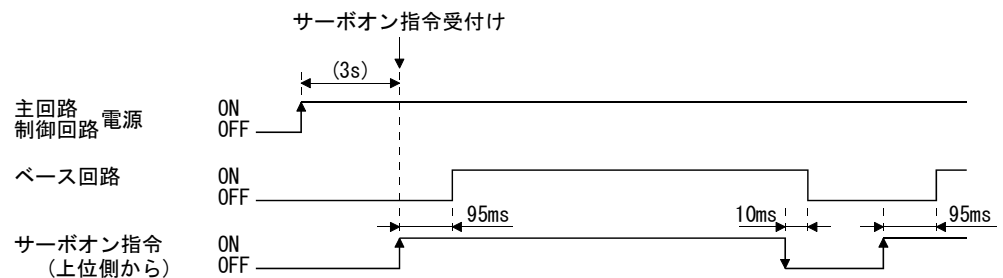 サーボオン指令受付け
(3s)
主回路
制御回路 電源
ON
OFF
ベース回路
ON
OFF
95ms
10ms
95ms
サーボオン指令
(上位側から)
ON
OFF